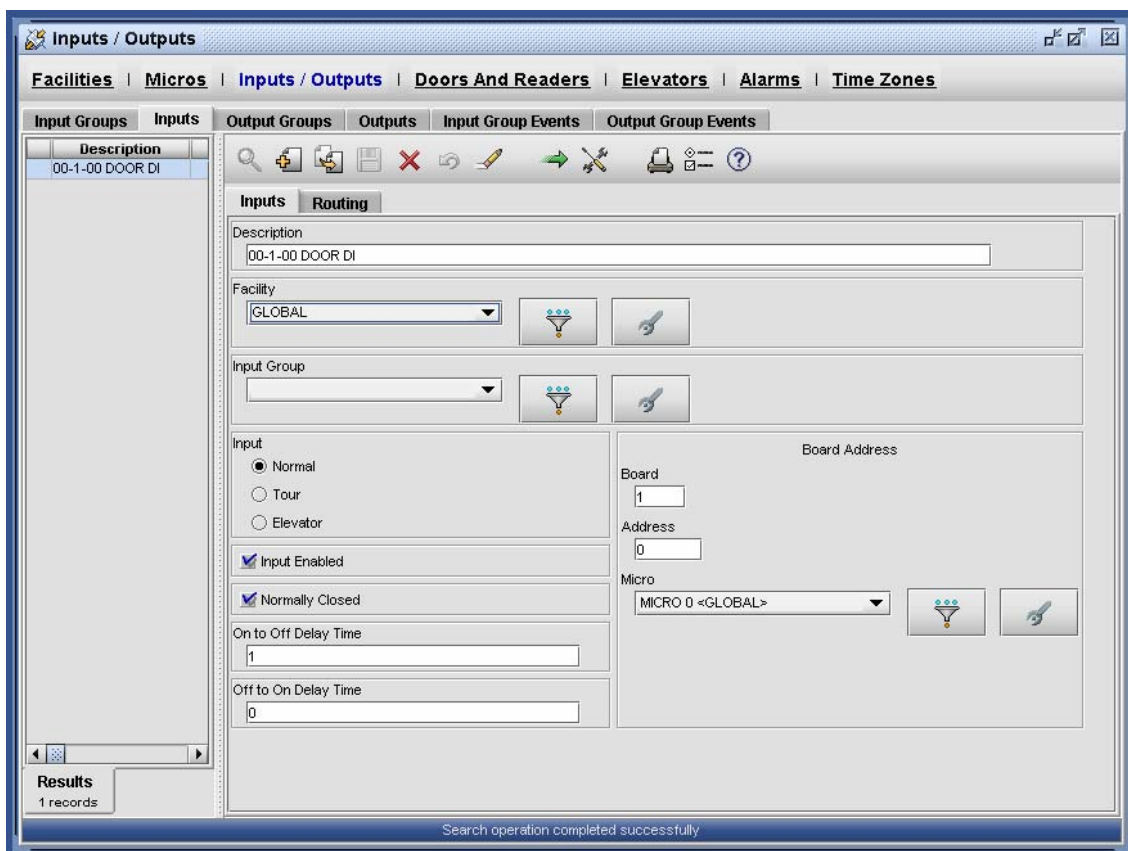 Inputs / Outputs
Facilities | Micros | Inputs / Outputs | Doors And Readers | Elevators | Alarms | Time Zones
Input Groups Inputs Output Groups Outputs Input Group Events Output Group Events
Description
00-1-00 DOOR DI
Inputs Routing
Description
00-1-00 DOOR DI
Facility
GLOBAL
Input Group
Input
Normal
Tour
Elevator
Input Enabled
Normally Closed
On to Off Delay Time
1
Off to On Delay Time
0
Board Address
Board
1
Address
0
Micro
MICRO 0 <GLOBAL>
Results
1 records
Search operation completed successfully